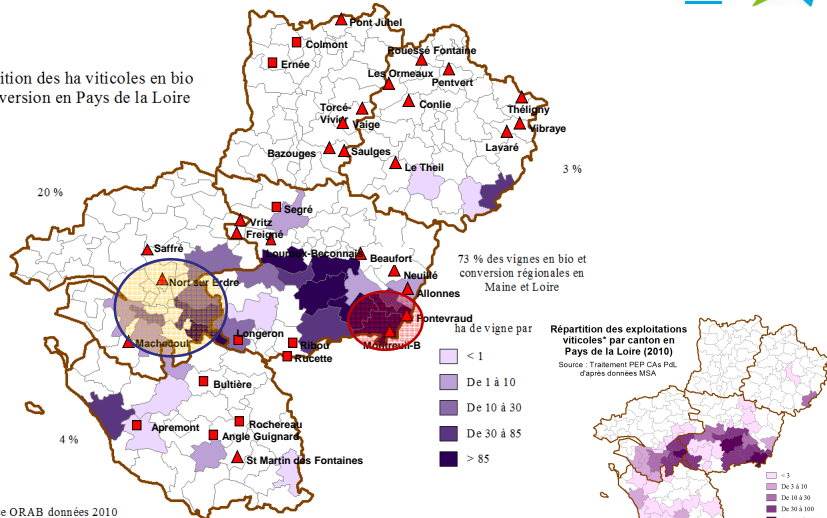 ition des ha viticoles en bio
version en Pays de la Loire
Pont Juhel
Colmont
Ernée
Rouessé Fontaine
Les Ormeaux
Pentvert
Torcé-
Vivier
Conlie
Vaige
Théligny
Vibraye
Lavaré
Bazouges
Saulges
Le Theil
3 %
20 %
Segré
Vritz
Freigné
Saffré
Louroux-Beconnais
Beaufort
73 % des vignes en bio et
conversion régionales en
Maine et Loire
Neuillé
Nort sur Erdre
Allonnes
Fontevraud
Longeron
Machecoul
Ribou
Montreuil-B
Rucette
ha de vigne par
< 1
De 1 à 10
De 10 à 30
De 30 à 85
> 85
Répartition des exploitations
viticoles* par canton en
Pays de la Loire (2010)
Source : Traitement PEP CAs PdL
d'après données MSA
Bultière
Apremont
Rochereau
Angle Guignard
4 %
St Martin des Fontaines
< 3
De 3 à 10
De 10 à 30
De 30 à 100
e ORAB données 2010